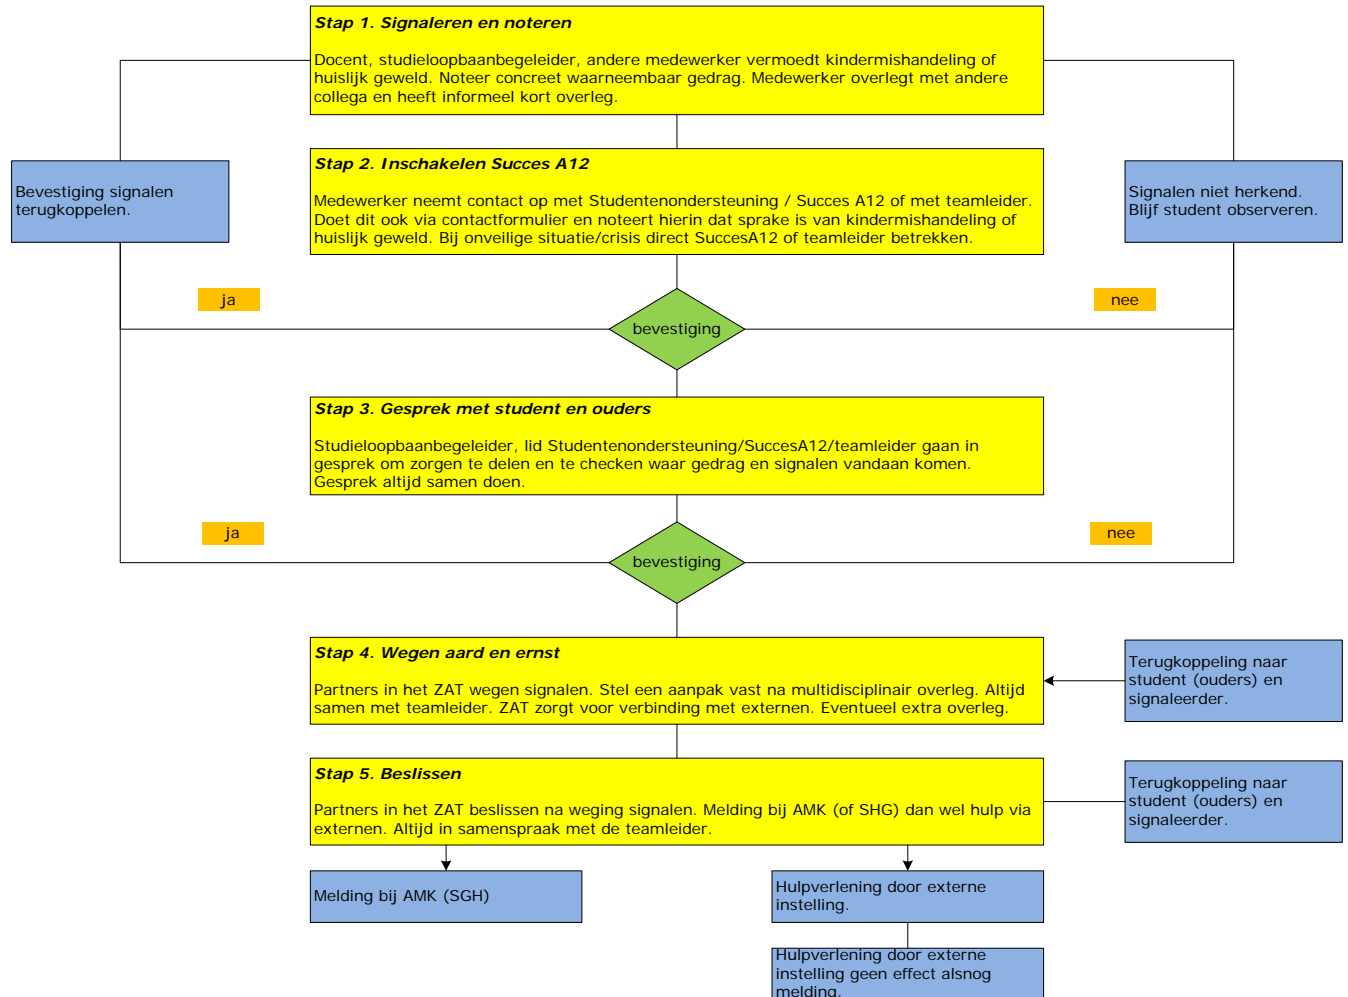 Stap 1. Signaleren en noteren
Docent, studieloopbaanbegeleider, andere medewerker vermoedt kindermishandeling of
huislijk geweld. Noteer concreet waarneembaar gedrag. Medewerker overlegt met andere
collega en heeft informeel kort overleg.
Bevestiging signalen
terugkoppelen.
Stap 2. Inschakelen Succes A12
Medewerker neemt contact op met Studentenondersteuning / Succes A12 of met teamleider.
Doet dit ook via contactformulier en noteert hierin dat sprake is van kindermishandeling of
huislijk geweld. Bij onveilige situatie/crisis direct SuccesA12 of teamleider betrekken.
Signalen niet herkend.
Blijf student observeren.
ja
nee
bevestiging
Stap 3. Gesprek met student en ouders
Studieloopbaanbegeleider, lid Studentenondersteuning/SuccesA12/teamleider gaan in
gesprek om zorgen te delen en te checken waar gedrag en signalen vandaan komen.
Gesprek altijd samen doen.
ja
nee
bevestiging
Stap 4. Wegen aard en ernst
Partners in het ZAT wegen signalen. Stel een aanpak vast na multidisciplinair overleg. Altijd
samen met teamleider. ZAT zorgt voor verbinding met externen. Eventueel extra overleg.
Terugkoppeling naar
student (ouders) en
signaleerder.
Stap 5. Beslissen
Partners in het ZAT beslissen na weging signalen. Melding bij AMK (of SHG) dan wel hulp via
externen. Altijd in samenspraak met de teamleider.
Terugkoppeling naar
student (ouders) en
signaleerder.
Melding bij AMK (SGH)
Hulpverlening door externe
instelling.
Hulpverlening door externe
instelling geen effect alsnog
melding.